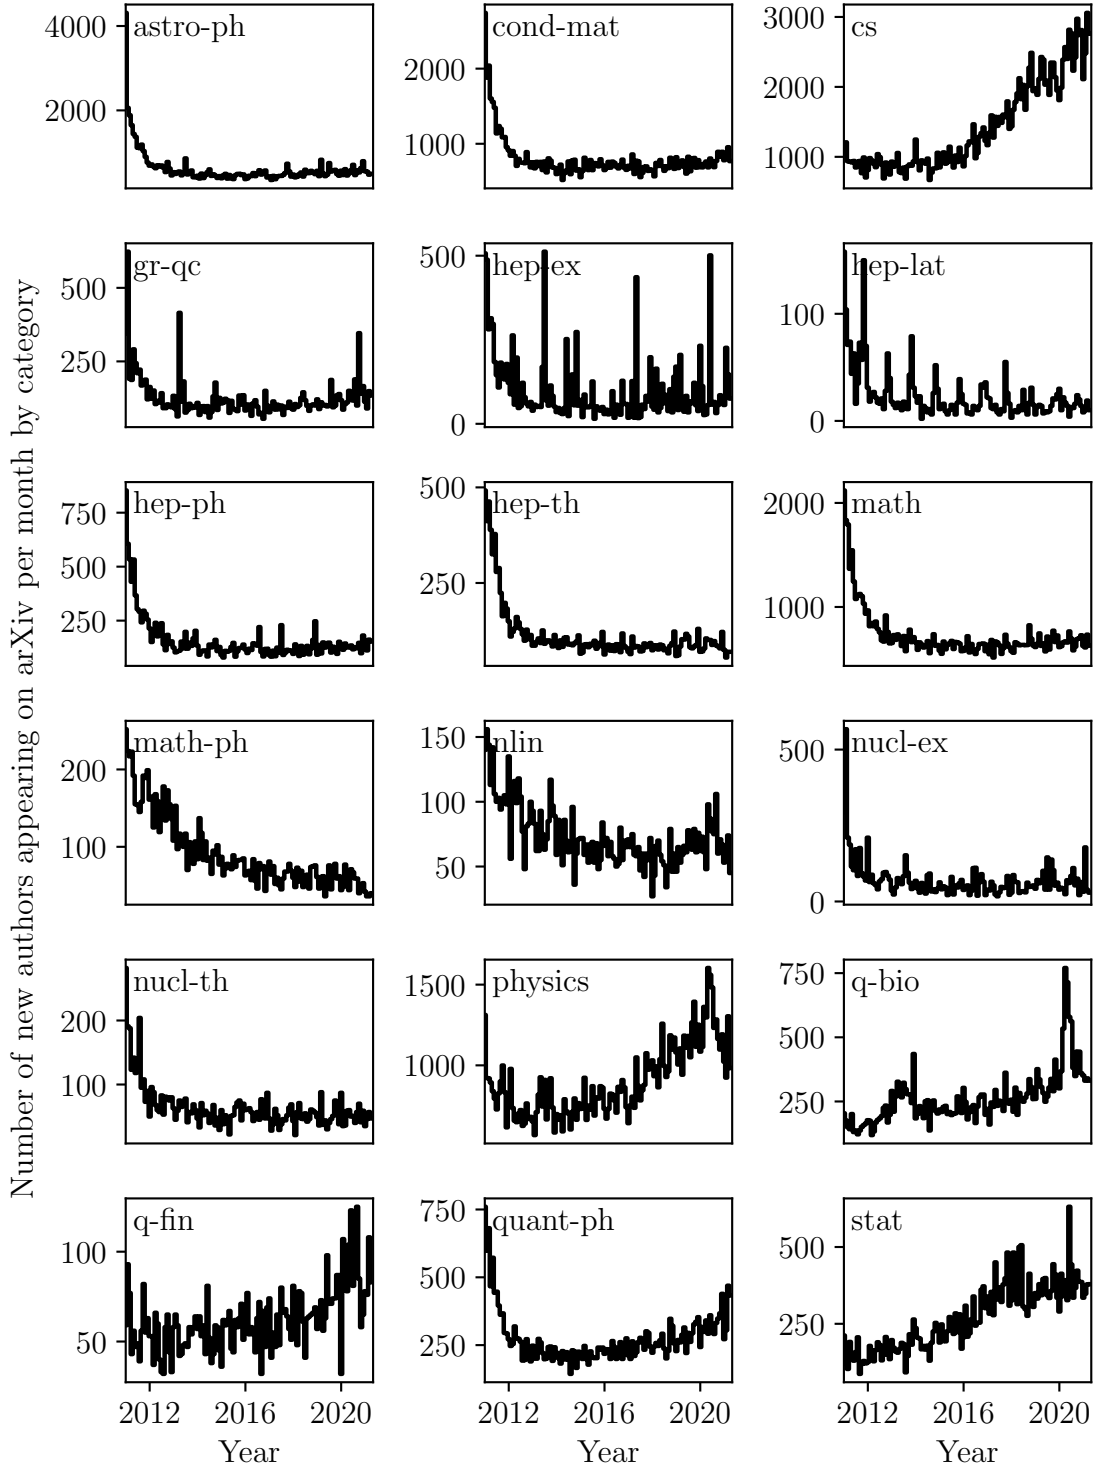 Number of new authors appearing on arXiv per month by category
astro-ph
4000
2000
cond-mat
2000
1000
cs
3000
2000
1000
gr-qc
500
250
hep-ex
500
0
hep-lat
100
0
hep-ph
750
500
250
hep-th
500
250
math
2000
1000
math-ph
200
100
nlin
150
100
50
nucl-ex
500
0
nucl-th
200
100
physics
1500
1000
q-bio
750
500
250
q-fin
100
50
quant-ph
750
500
250
stat
500
250
2012 2016 2020
2012 2016 2020
2012 2016 2020
Year
Year
Year